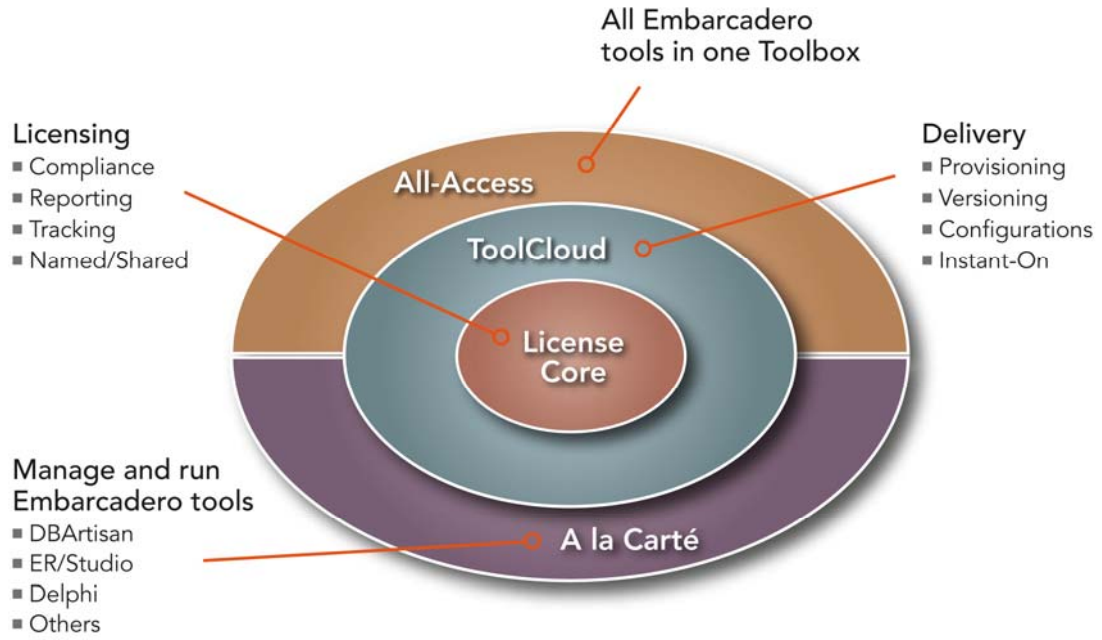 All Embarcadero
tools in one Toolbox
Licensing
■ Compliance
■ Reporting
■ Tracking
■ Named/Shared
Delivery
■ Provisioning
■ Versioning
■ Configurations
■ Instant-On
All-Access
ToolCloud
License
Core
Manage and run
Embarcadero tools
■ DBArtisan
■ ER/Studio
■ Delphi
■ Others
A la Carté